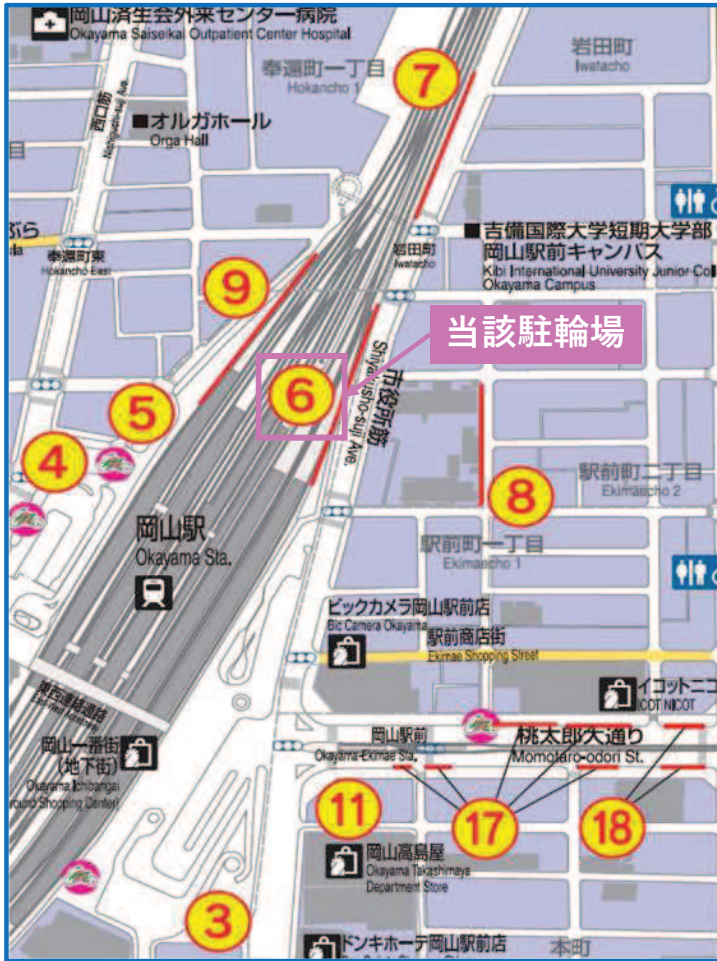 岡山済生会外来センター病院
Okayama Saiseikai Outpatient Center Hospital
岩田町
Iwatacho
奉還町一丁目
Hokancho 1
7
西口筋
Nishiguchi-suji Ave.
■オルガホール
Orga Hall
目
ぶら
奉還町東
Hokancho East
岩田町
Iwatacho
■吉備国際大学短期大学部
岡山駅前キャンパス
Kibi International University Junior Col
Okayama Campus
9
当該駐輪場
6
市役所筋
Shiyakusho-suji Ave.
5
4
8
駅前町二丁目
Ekimaecho 2
岡山駅
Okayama Sta.
駅前町一丁目
Ekimaecho 1
ビックカメラ岡山駅前店
Bic Camera Okayama
駅前商店街
Ekimae Shopping Street
東西連絡通路
イコットニコ
ICOT NICOT
岡山一番街
(地下街)
Okayama Ichibangai
round Shopping Center)
岡山駅前
Okayama-Ekimae Sta.
桃太郎大通り
Momotaro-odori St.
11
17
18
岡山高島屋
Okayama Takashimaya
Department Store
3
ドンキホーテ岡山駅前店
本町